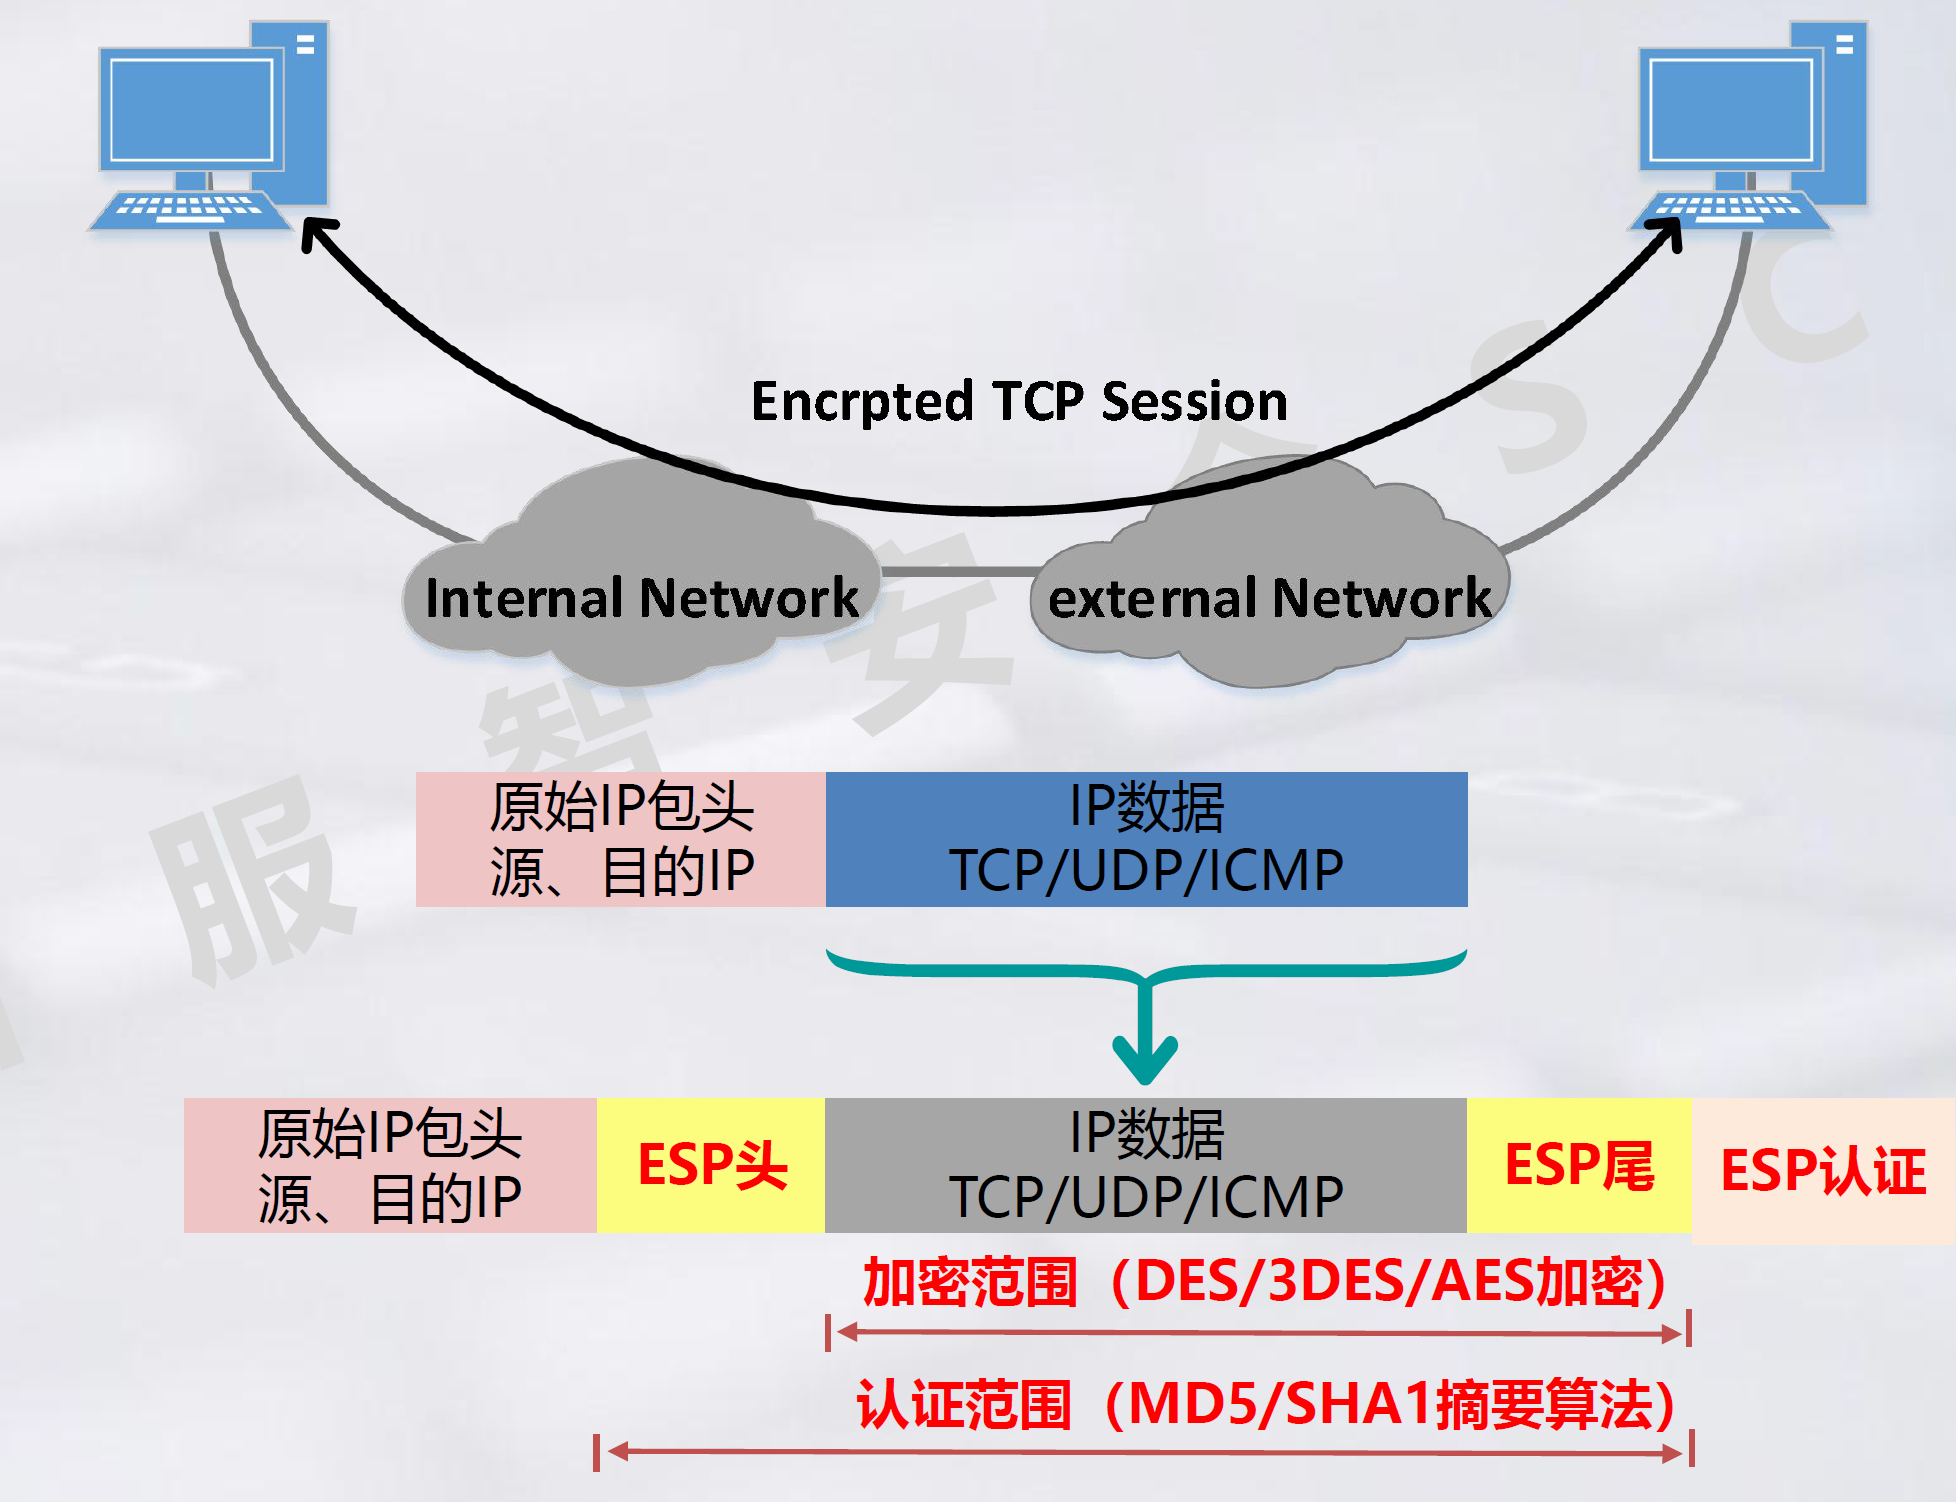 Encrpted TCP Session
Internal Network
external Network
服 智 安 全 S C
原始IP包头
源、目的IP
IP数据
TCP/UDP/ICMP
原始IP包头
源、目的IP
ESP头
IP数据
TCP/UDP/ICMP
ESP尾
ESP认证
加密范围（DES/3DES/AES加密）
认证范围（MD5/SHA1摘要算法）